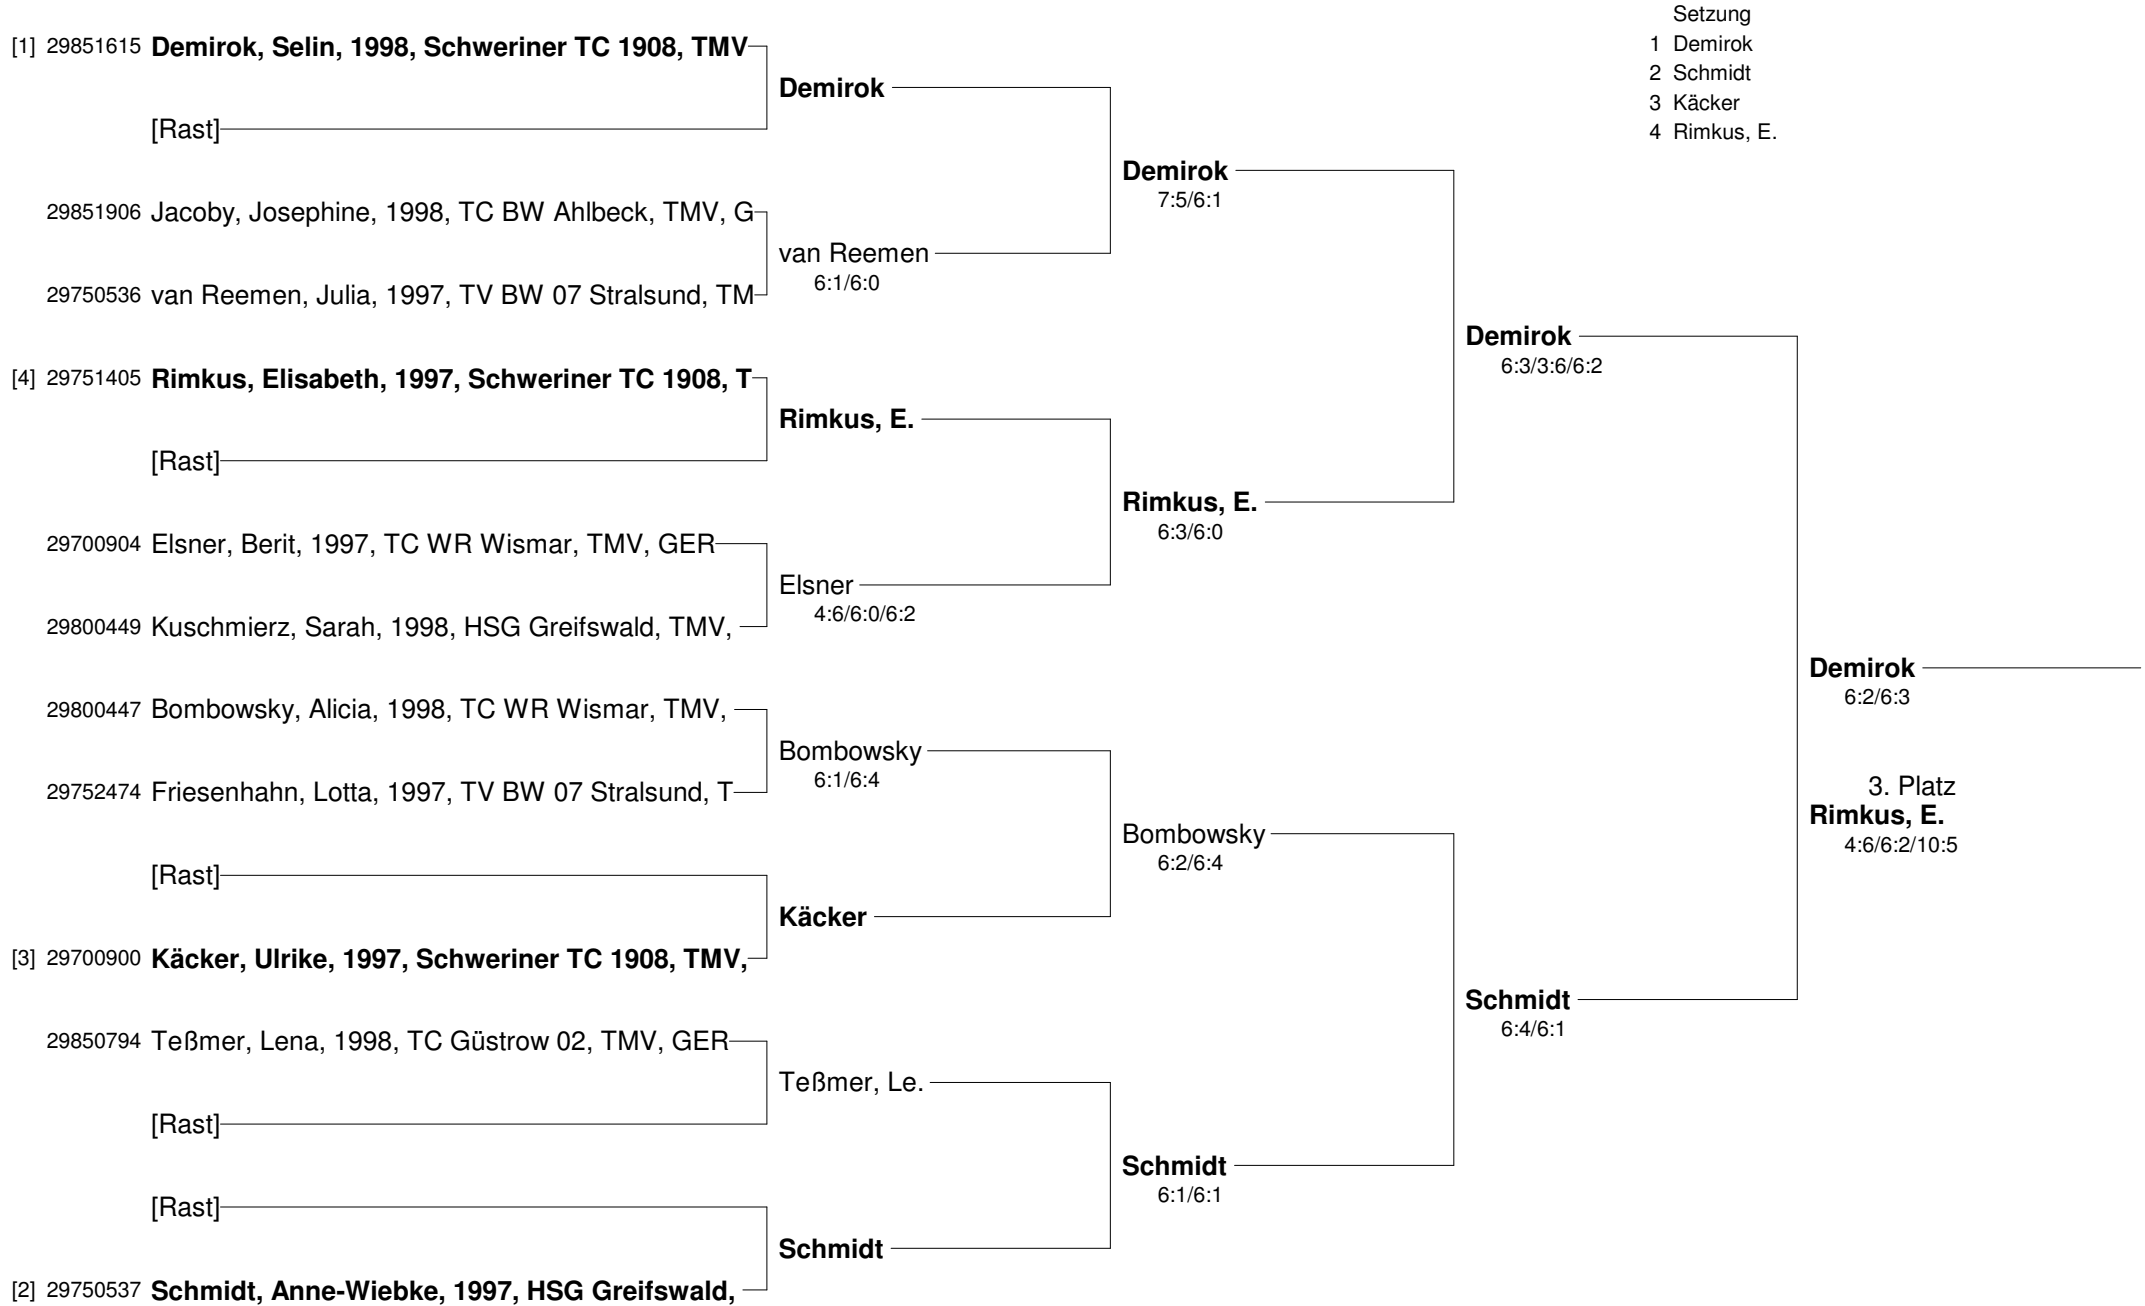 Setzung
1 Demirok
2 Schmidt
3 Käcker
4 Rimkus, E.
[1] 29851615 Demirok, Selin, 1998, Schweriner TC 1908, TMV
[Rast]
29851906 Jacoby, Josephine, 1998, TC BW Ahlbeck, TMV, G
29750536 van Reemen, Julia, 1997, TV BW 07 Stralsund, TM
[4] 29751405 Rimkus, Elisabeth, 1997, Schweriner TC 1908, T
[Rast]
29700904 Elsner, Berit, 1997, TC WR Wismar, TMV, GER
29800449 Kuschmierz, Sarah, 1998, HSG Greifswald, TMV,
29800447 Bombowsky, Alicia, 1998, TC WR Wismar, TMV,
29752474 Friesenhahn, Lotta, 1997, TV BW 07 Stralsund, T
[Rast]
[3] 29700900 Käcker, Ulrike, 1997, Schweriner TC 1908, TMV,
29850794 Teßmer, Lena, 1998, TC Güstrow 02, TMV, GER
[Rast]
[Rast]
[2] 29750537 Schmidt, Anne-Wiebke, 1997, HSG Greifswald,
Demirok
van Reemen
6:1/6:0
Rimkus, E.
Elsner
4:6/6:0/6:2
Bombowsky
6:1/6:4
Käcker
Teßmer, Le.
Schmidt
Demirok
7:5/6:1
Rimkus, E.
6:3/6:0
Bombowsky
6:2/6:4
Schmidt
6:1/6:1
Demirok
6:3/3:6/6:2
Schmidt
6:4/6:1
Demirok
6:2/6:3
3. Platz
Rimkus, E.
4:6/6:2/10:5